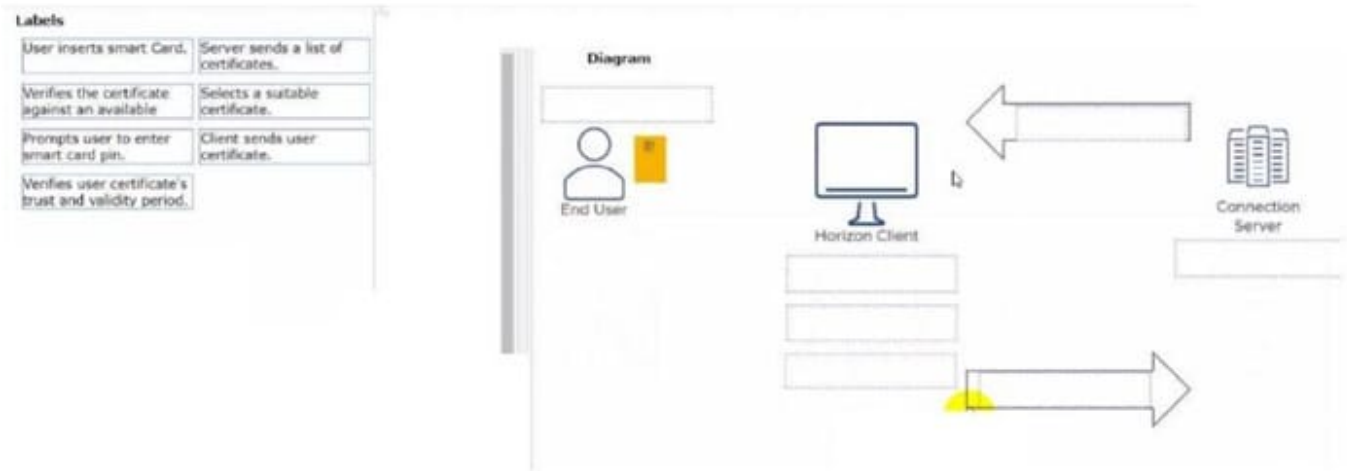 Labels
User inserts smart Card.
Server sends a list of
certificates.
Verifies the certificate
against an available
Selects a suitable
certificate.
Prompts user to enter
smart card pin.
Client sends user
certificate.
Verifies user certificate's
trust and validity period.
Diagram
End User
Horizon Client
Connection
Server